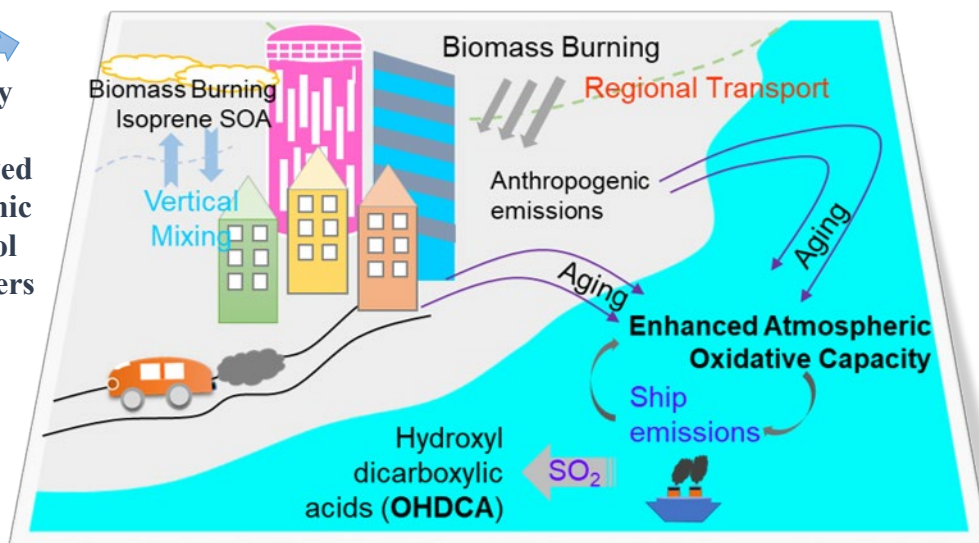 Biomass Burning
Regional Transport
Biomass Burning
Isoprene SOA
Vertical
Mixing
Anthropogenic
emissions
Aging
Aging
Enhanced Atmospheric
Oxidative Capacity
Ship
emissions
SO₂
Hydroxyl
dicarboxylic
acids (OHDCA)